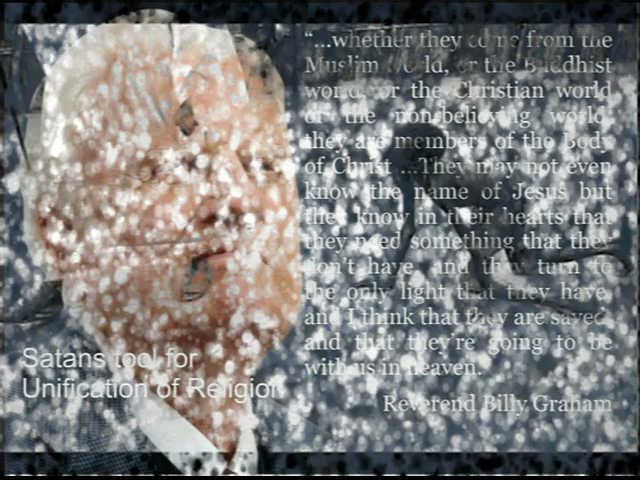 “...whether they come from the
Muslim World, or the Buddhist
world, or the Christian world
or the non-believing world,
they are members of the Body
of Christ ...They may not even
know the name of Jesus but
they know in their hearts that
they need something that they
don't have, and they turn to
the only light that they have,
and I think that they are saved,
and that they're going to be
with us in heaven.
Reverend Billy Graham
Satans tool for
Unification of Religion